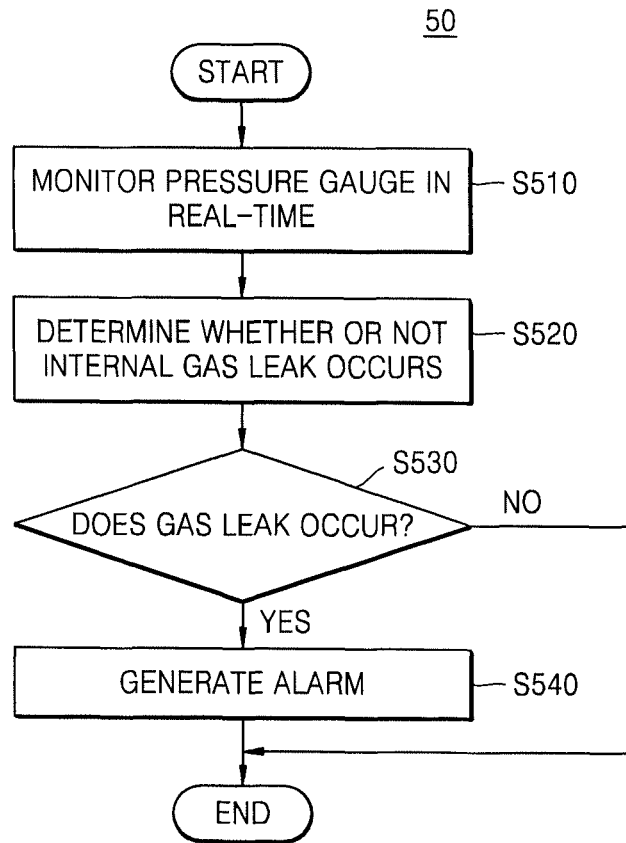 50
START
MONITOR PRESSURE GAUGE IN
REAL-TIME
S510
DETERMINE WHETHER OR NOT
INTERNAL GAS LEAK OCCURS
S520
S530
DOES GAS LEAK OCCUR?
NO
YES
GENERATE ALARM
S540
END